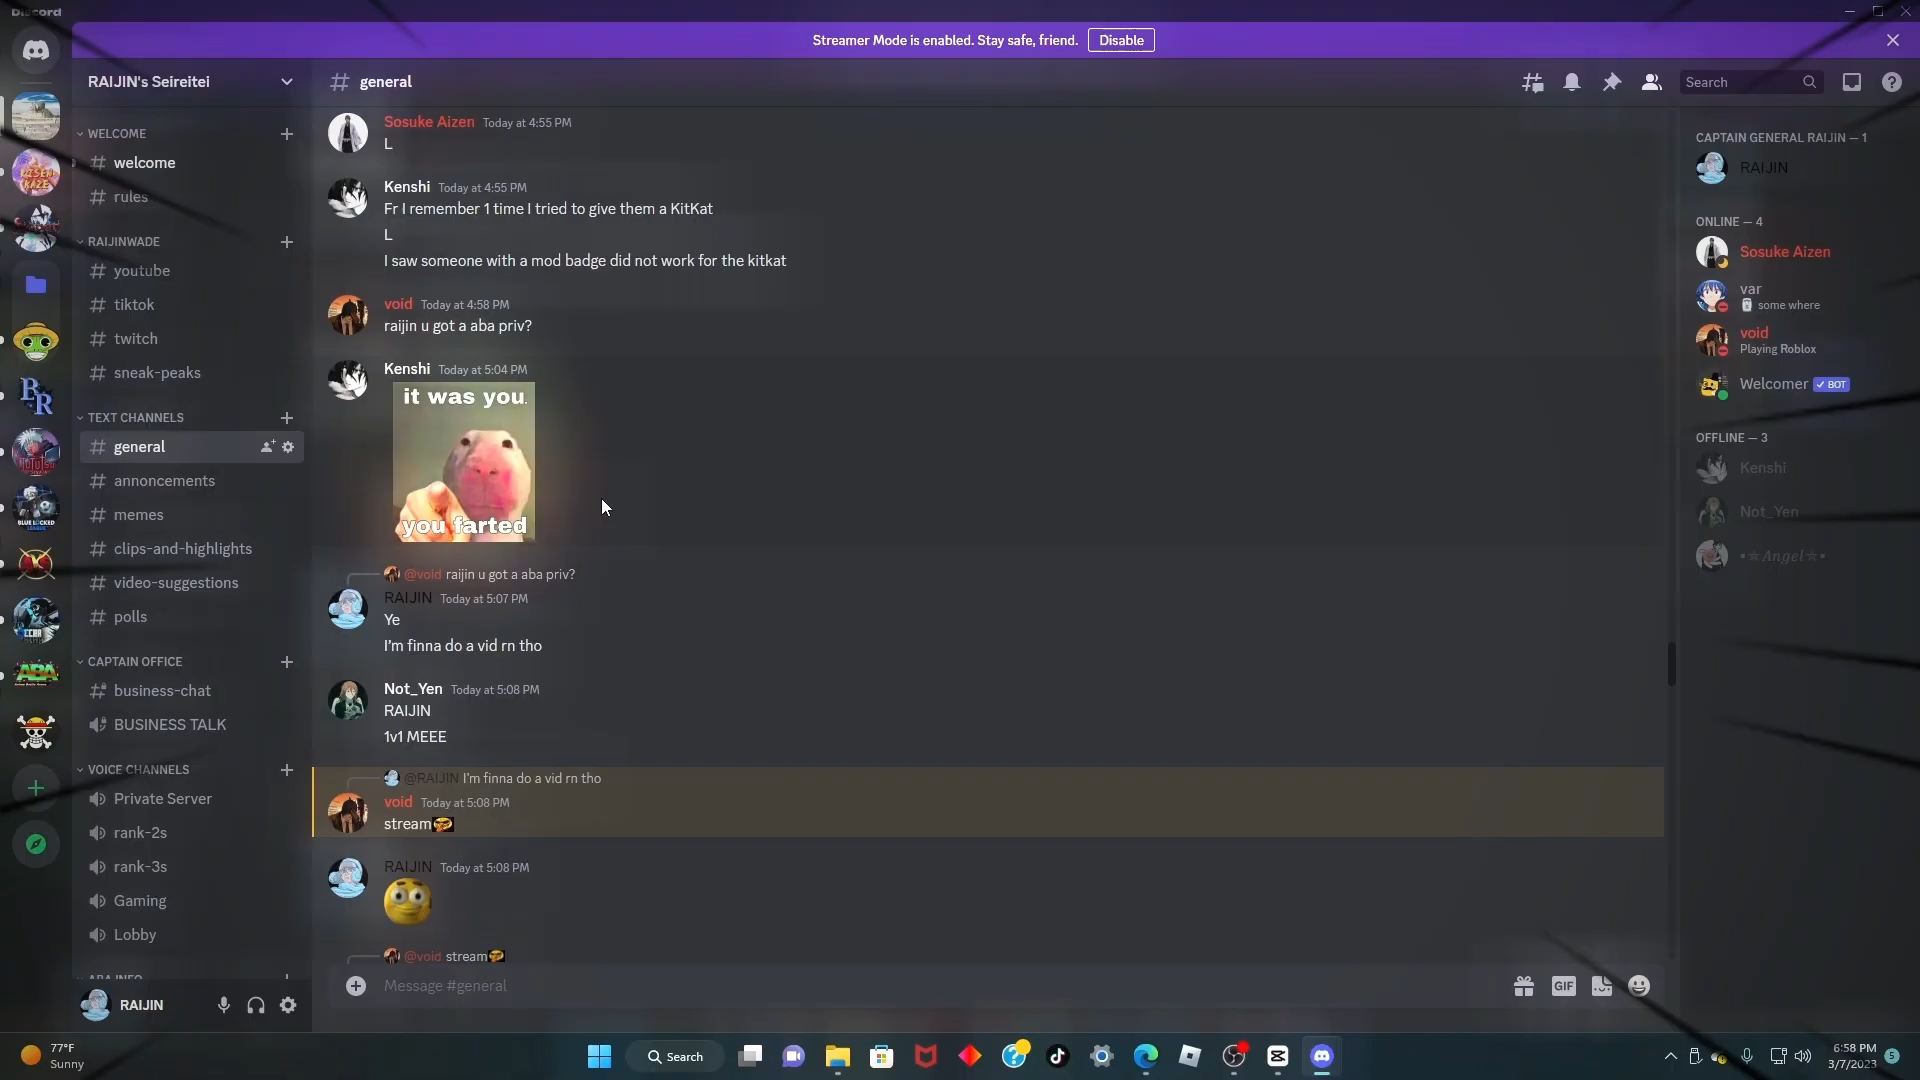 Discord
Streamer Mode is enabled. Stay safe, friend. Disable
RAIJIN's Seireitei
general
Search
WELCOME
welcome
rules
RAIJINWADE
youtube
tiktok
twitch
sneak-peaks
TEXT CHANNELS
general
annoncements
memes
clips-and-highlights
video-suggestions
polls
CAPTAIN OFFICE
business-chat
BUSINESS TALK
VOICE CHANNELS
Private Server
rank-2s
rank-3s
Gaming
Lobby
ABA INFO
RAIJIN
Sosuke Aizen Today at 4:55 PM
L
Kenshi Today at 4:55 PM
Fr I remember 1 time I tried to give them a KitKat
L
I saw someone with a mod badge did not work for the kitkat
void Today at 4:58 PM
raijin u got a aba priv?
Kenshi Today at 5:04 PM
it was you.
you farted
@void raijin u got a aba priv?
RAIJIN Today at 5:07 PM
Ye
I'm finna do a vid rn tho
Not_Yen Today at 5:08 PM
RAIJIN
1v1 MEEE
@RAIJIN I'm finna do a vid rn tho
void Today at 5:08 PM
stream
RAIJIN Today at 5:08 PM
@void stream
Message #general
GIF
CAPTAIN GENERAL RAIJIN — 1
RAIJIN
ONLINE — 4
Sosuke Aizen
var
some where
void
Playing Roblox
Welcomer BOT
OFFLINE — 3
Kenshi
Not_Yen
Angel
BR
BLUE LOCKED
ABA
77°F
Sunny
Search
6:58 PM
3/7/2023
5